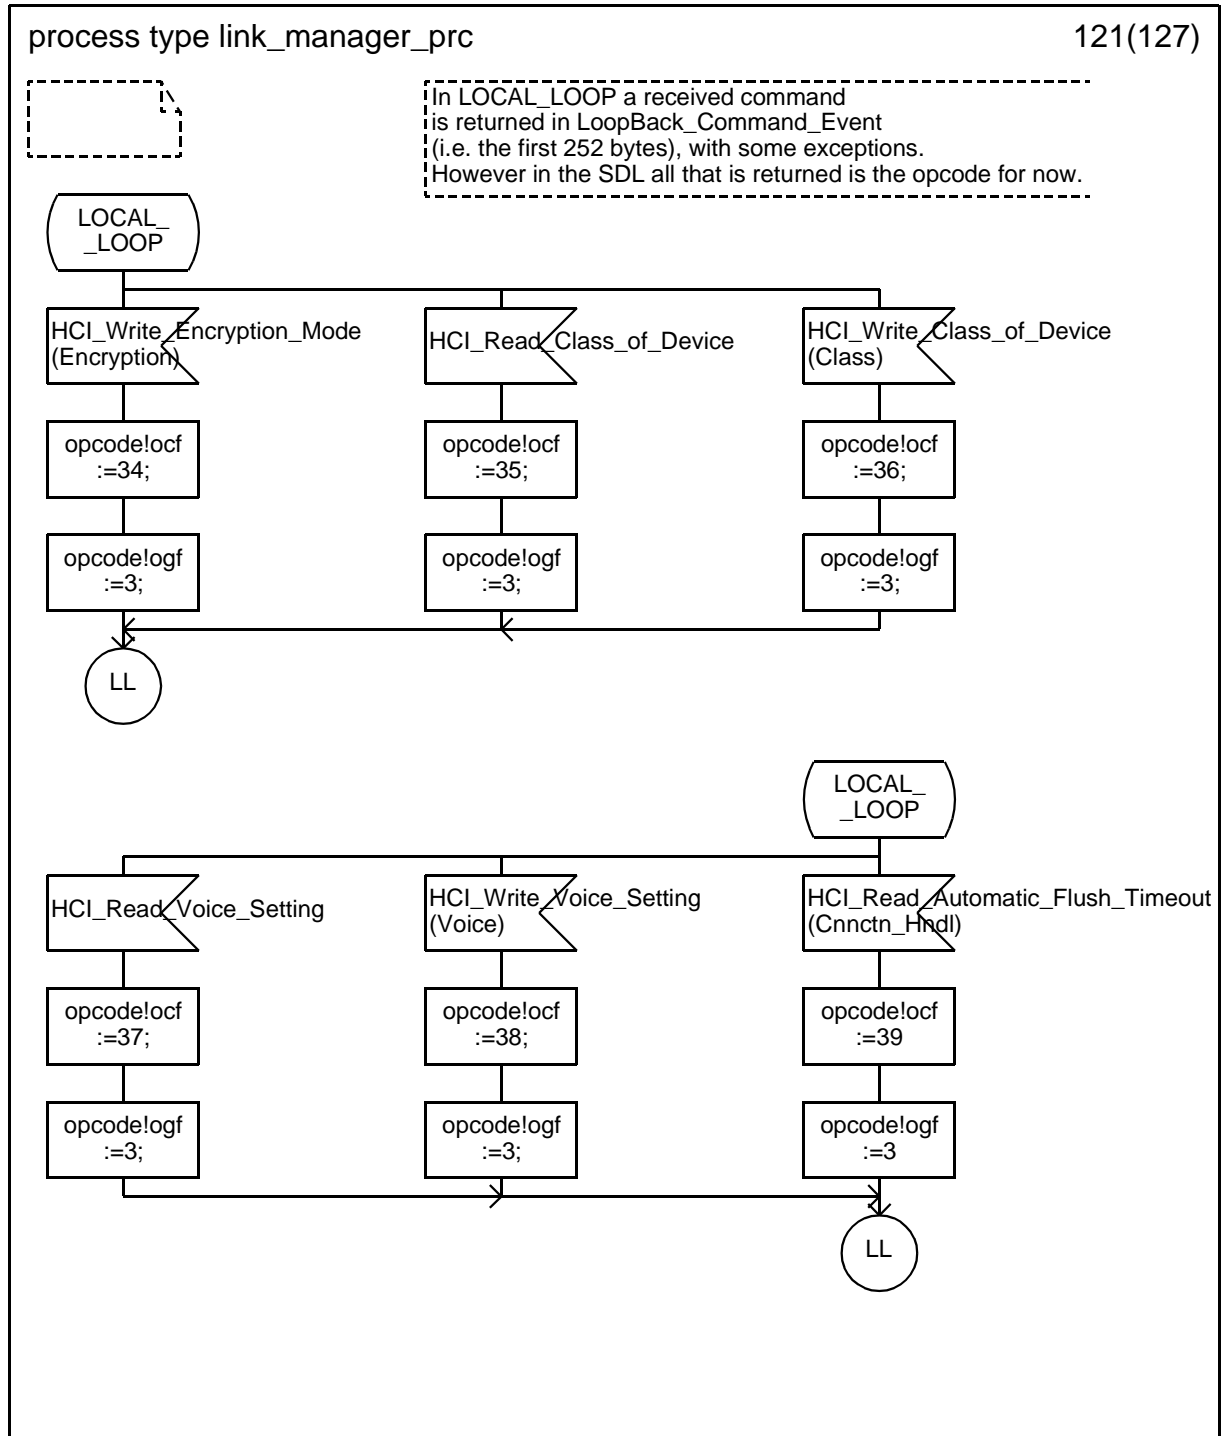 process type link_manager_prc
121(127)
In LOCAL_LOOP a received command
is returned in LoopBack_Command_Event
(i.e. the first 252 bytes), with some exceptions.
However in the SDL all that is returned is the opcode for now.
LOCAL_
_LOOP
HCI_Write_Encryption_Mode
(Encryption)
HCI_Read_Class_of_Device
HCI_Write_Class_of_Device
(Class)
opcode!ocf
:=34;
opcode!ocf
:=35;
opcode!ocf
:=36;
opcode!ogf
:=3;
opcode!ogf
:=3;
opcode!ogf
:=3;
LL
LOCAL_
_LOOP
HCI_Read_Voice_Setting
HCI_Write_Voice_Setting
(Voice)
HCI_Read_Automatic_Flush_Timeout
(Cnnctn_Hndl)
opcode!ocf
:=37;
opcode!ocf
:=38;
opcode!ocf
:=39
opcode!ogf
:=3;
opcode!ogf
:=3;
opcode!ogf
:=3
LL